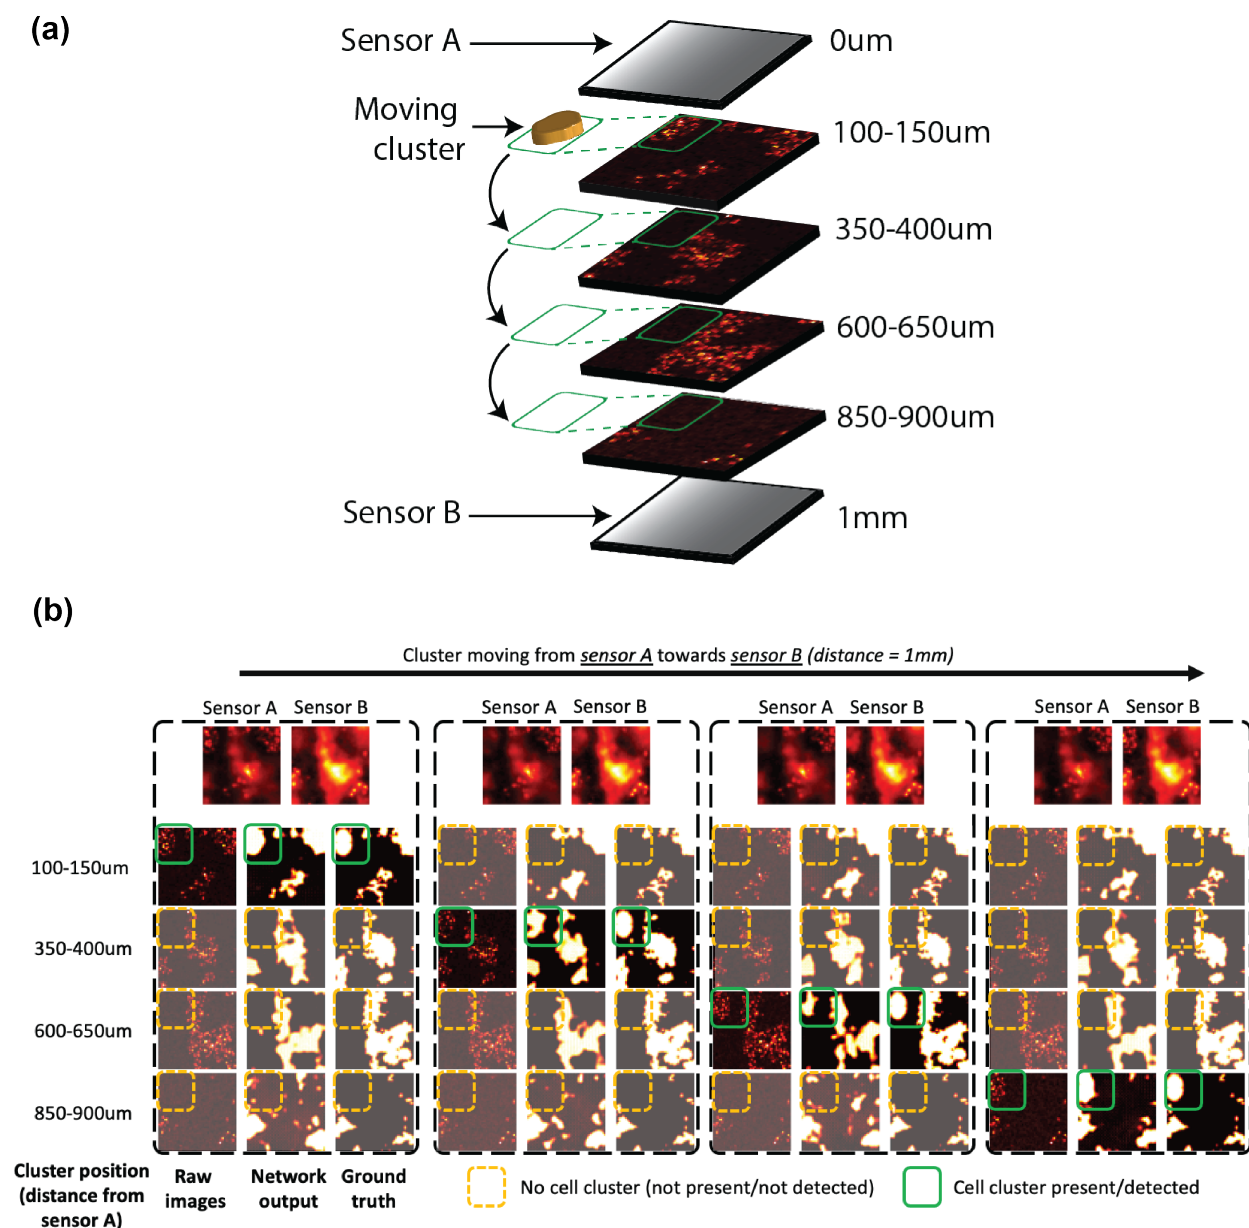 (a)
Sensor A
0um
Moving
cluster
100-150um
350-400um
600-650um
850-900um
Sensor B
1mm
(b)
Cluster moving from sensor A towards sensor B (distance = 1mm)
Sensor A Sensor B
Sensor A Sensor B
Sensor A Sensor B
Sensor A Sensor B
100-150um
350-400um
600-650um
850-900um
Cluster position
(distance from
sensor A)
Raw
images
Network
output
Ground
truth
No cell cluster (not present/not detected)
Cell cluster present/detected